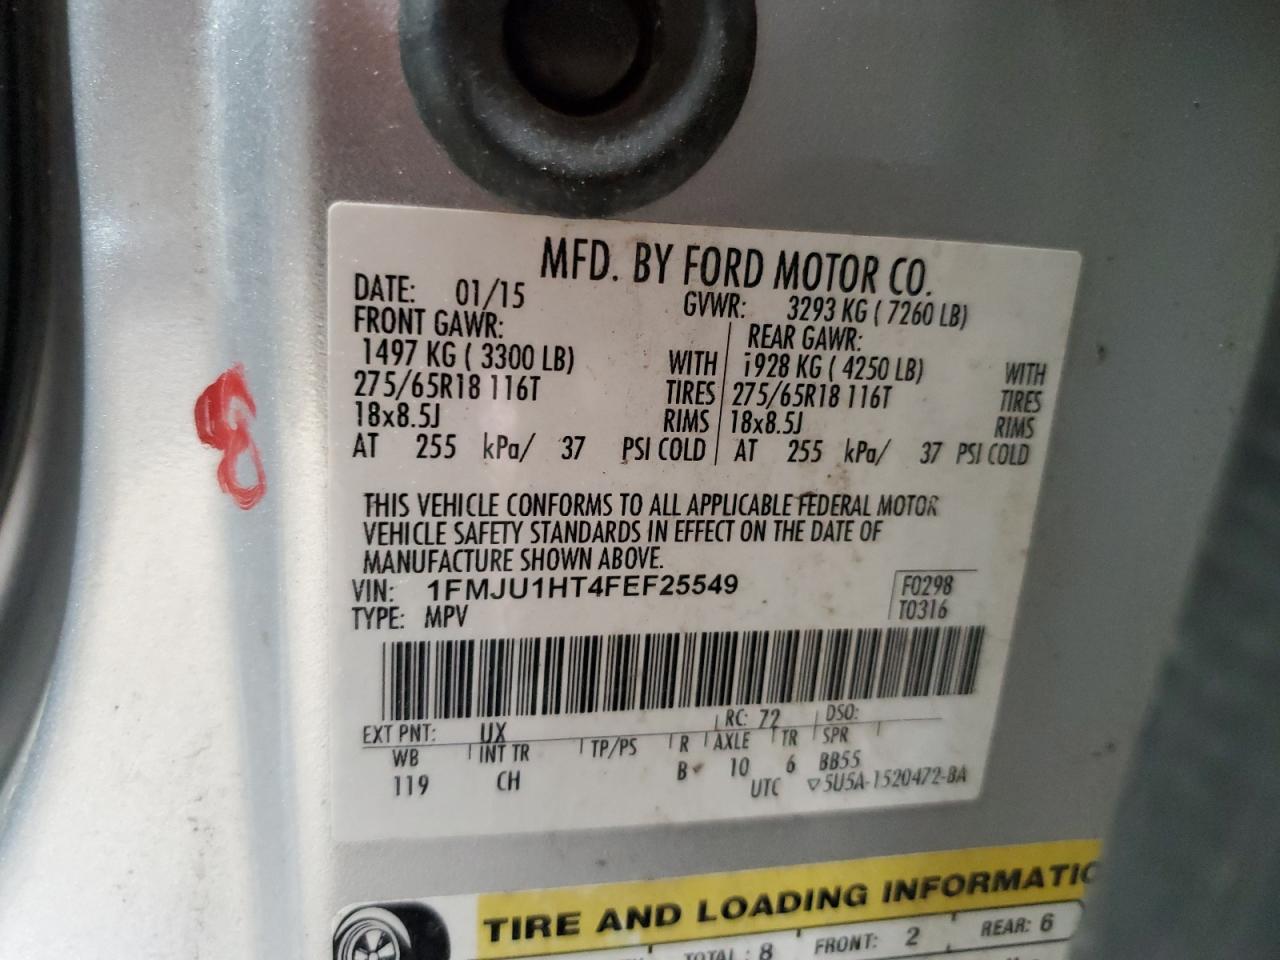 MFD. BY FORD MOTOR CO.
DATE: 01/15 GVWR: 3293 KG ( 7260 LB)
FRONT GAWR: REAR GAWR:
1497 KG ( 3300 LB) WITH 1928 KG ( 4250 LB) WITH
275/65R18 116T TIRES 275/65R18 116T TIRES
18x8.5J RIMS 18x8.5J RIMS
AT 255 kPa/ 37 PSI COLD AT 255 kPa/ 37 PSI COLD
THIS VEHICLE CONFORMS TO ALL APPLICABLE FEDERAL MOTOR
VEHICLE SAFETY STANDARDS IN EFFECT ON THE DATE OF
MANUFACTURE SHOWN ABOVE.
VIN: 1FMJU1HT4FEF25549 F0298
TYPE: MPV T0316
EXT PNT: UX RC: 72 DSO:
WB INT TR TP/PS R AXLE TR SPR
119 CH B 10 6 BB55
UTC ▽5U5A-1520472-BA
TIRE AND LOADING INFORMATIO
TOTAL: 8 FRONT: 2 REAR: 6